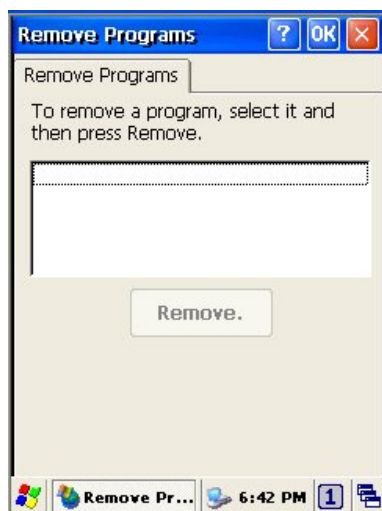 Remove Programs ? OK ×
Remove Programs
To remove a program, select it and
then press Remove.
Remove.
Remove Pr... 6:42 PM 1